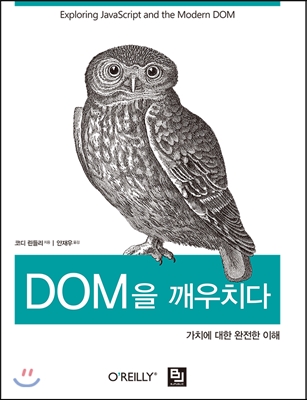 Exploring JavaScript and the Modern DOM
코디 린들리 지음 | 안재우 옮김
DOM을 깨우치다
가치에 대한 완전한 이해
O'REILLY®
BJ